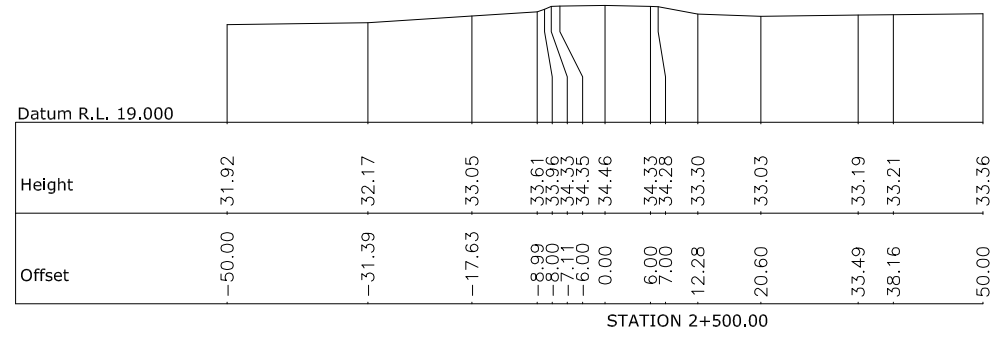 Datum R.L. 19.000
Height 31.92 32.17 33.05 33.61 33.96 34.33 34.35 34.46 34.33 34.28 33.30 33.03 33.19 33.21 33.36
Offset -50.00 -31.39 -17.63 -8.99 -8.00 -7.11 -6.00 0.00 6.00 7.00 12.28 20.60 33.49 38.16 50.00
STATION 2+500.00